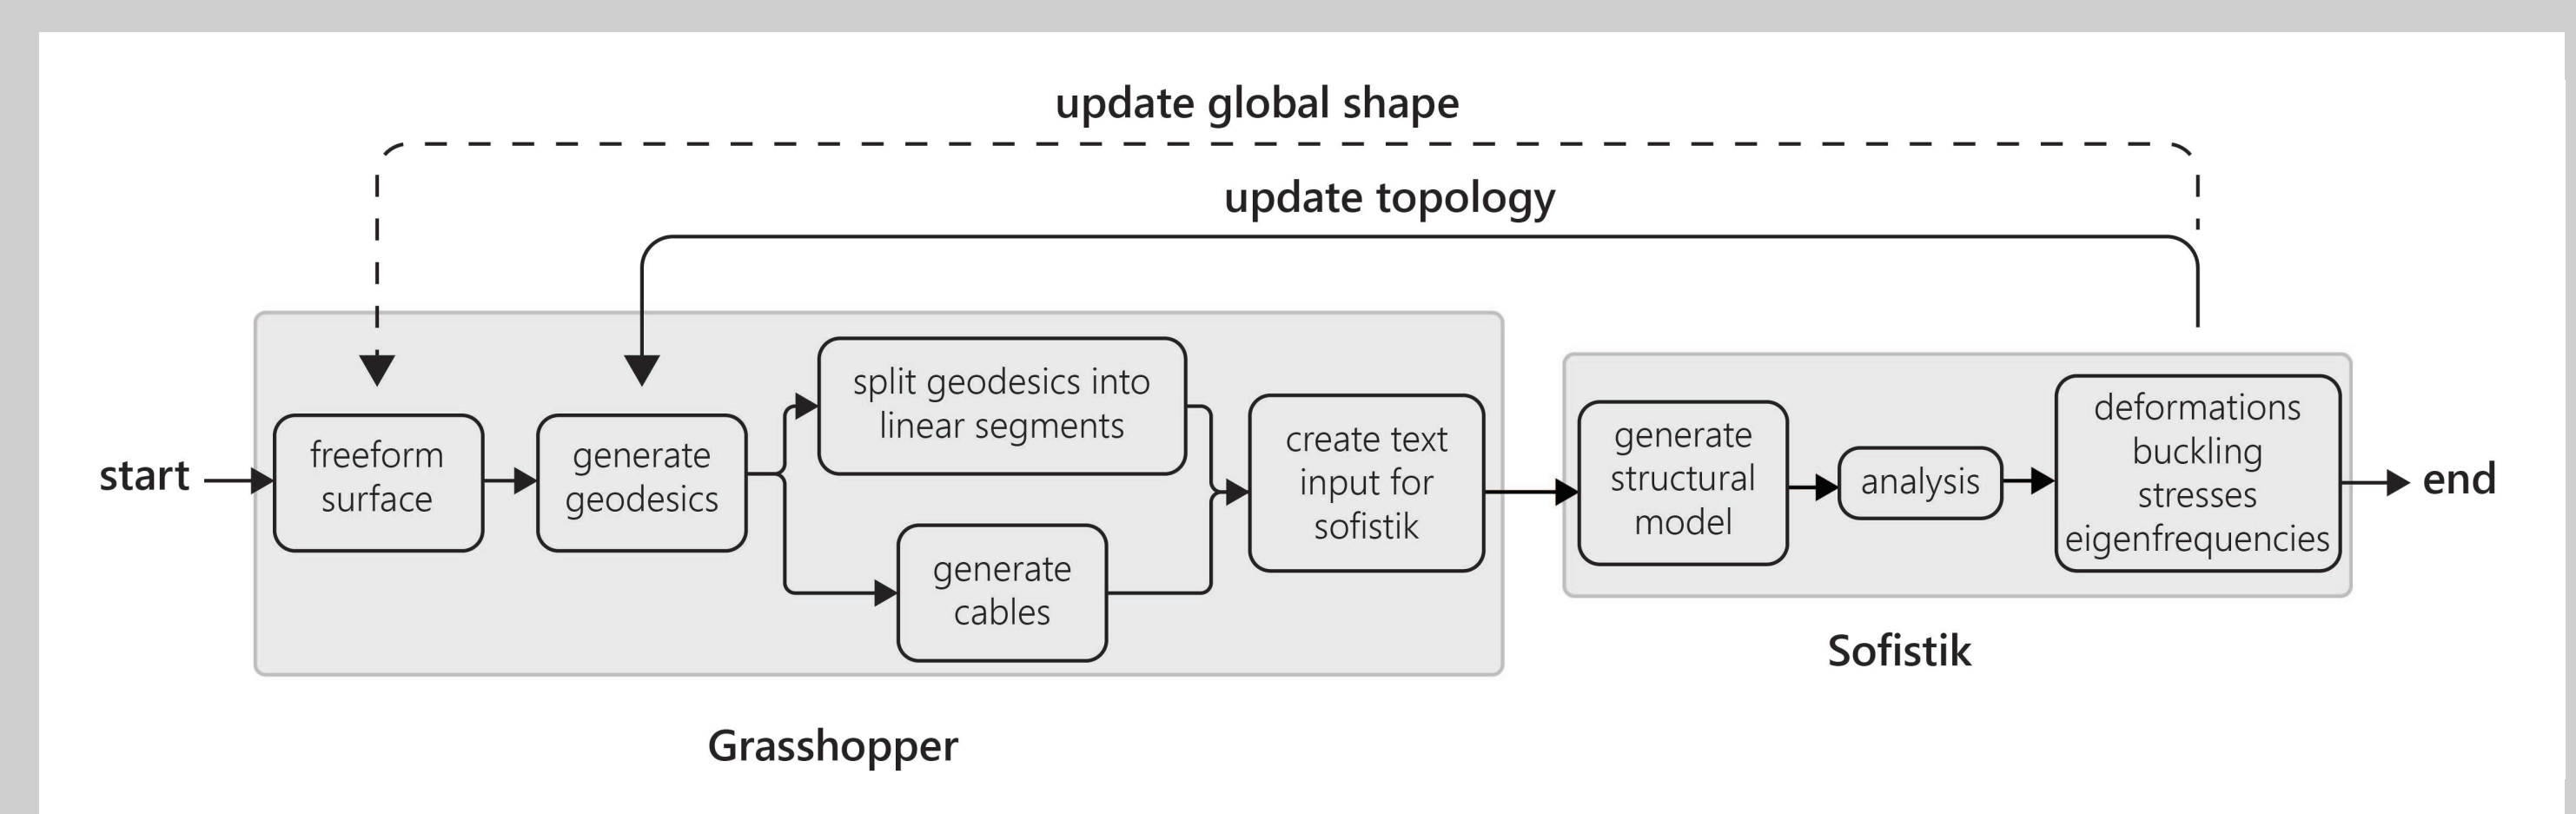 update global shape
update topology
start
freeform
surface
generate
geodesics
split geodesics into
linear segments
generate
cables
create text
input for
sofistik
generate
structural
model
analysis
deformations
buckling
stresses
eigenfrequencies
end
Grasshopper
Sofistik